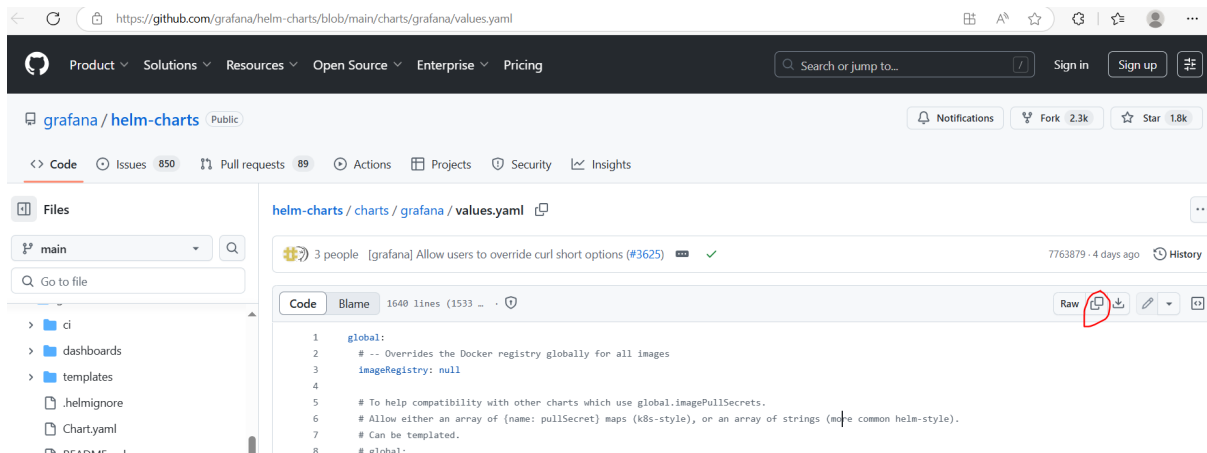 https://github.com/grafana/helm-charts/blob/main/charts/grafana/values.yaml
Product Solutions Resources Open Source Enterprise Pricing Search or jump to... / Sign in Sign up
grafana / helm-charts Public Notifications Fork 2.3k Star 1.8k
<> Code Issues 850 Pull requests 89 Actions Projects Security Insights
Files
main
Go to file
ci
dashboards
templates
.helmignore
Chart.yaml
helm-charts / charts / grafana / values.yaml
3 people [grafana] Allow users to override curl short options (#3625) 7763879 · 4 days ago History
Code Blame 1640 lines (1533 … · Raw
1 global:
2 # -- Overrides the Docker registry globally for all images
3 imageRegistry: null
4
5 # To help compatibility with other charts which use global.imagePullSecrets.
6 # Allow either an array of {name: pullSecret} maps (k8s-style), or an array of strings (more common helm-style).
7 # Can be templated.
8 # global: